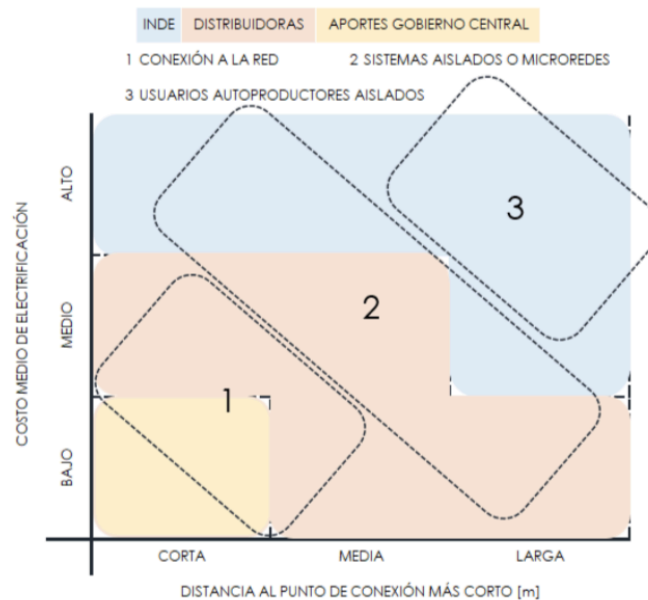 INDE DISTRIBUIDORAS APORTES GOBIERNO CENTRAL
1 CONEXIÓN A LA RED 2 SISTEMAS AISLADOS O MICROREDES
3 USUARIOS AUTOPRODUCTORES AISLADOS
COSTO MEDIO DE ELECTRIFICACIÓN
ALTO
MEDIO
BAJO
3
2
1
CORTA MEDIA LARGA
DISTANCIA AL PUNTO DE CONEXIÓN MÁS CORTO [m]